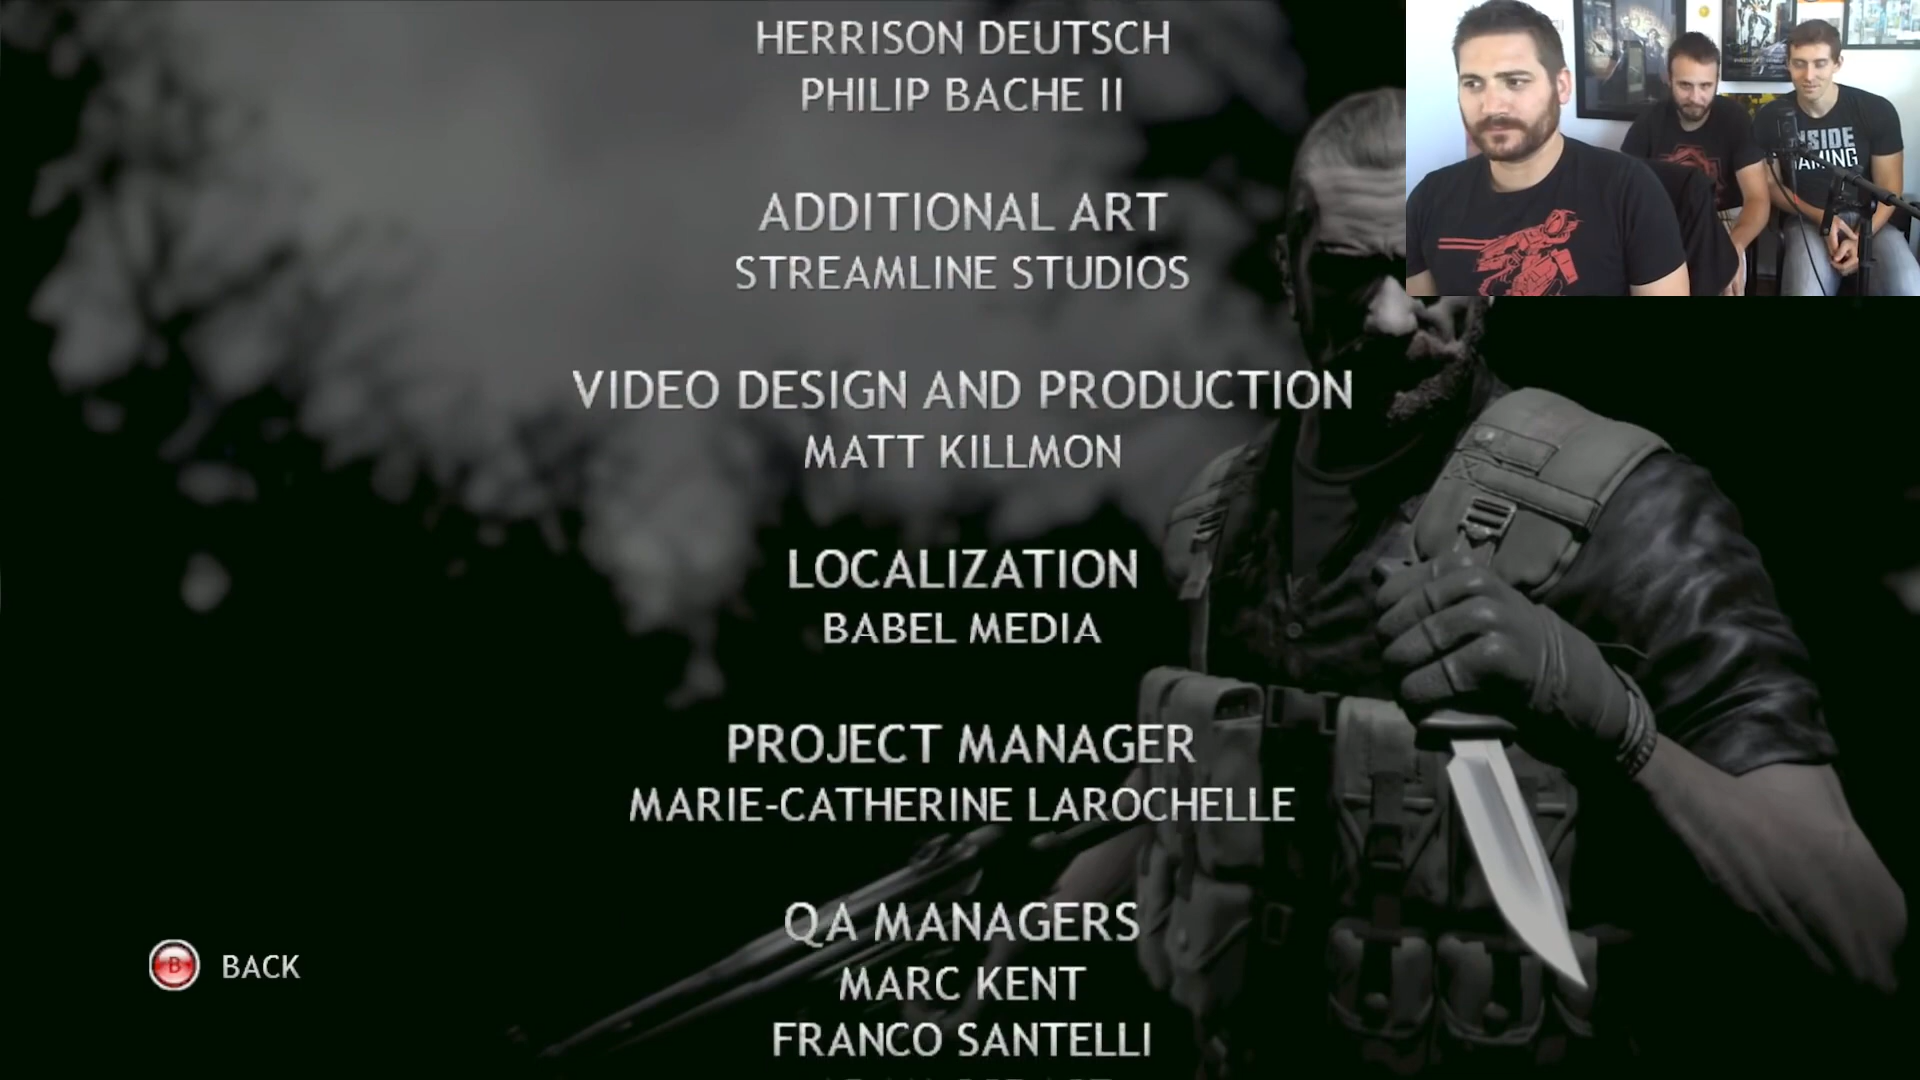 HERRISON DEUTSCH
PHILIP BACHE II
ADDITIONAL ART
STREAMLINE STUDIOS
VIDEO DESIGN AND PRODUCTION
MATT KILLMON
LOCALIZATION
BABEL MEDIA
PROJECT MANAGER
MARIE-CATHERINE LAROCHELLE
QA MANAGERS
MARC KENT
FRANCO SANTELLI
B BACK
INSIDE
GAMING